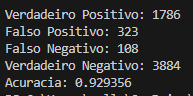 Verdadeiro Positivo: 1786
Falso Positivo: 323
Falso Negativo: 108
Verdadeiro Negativo: 3884
Acuracia: 0.929356